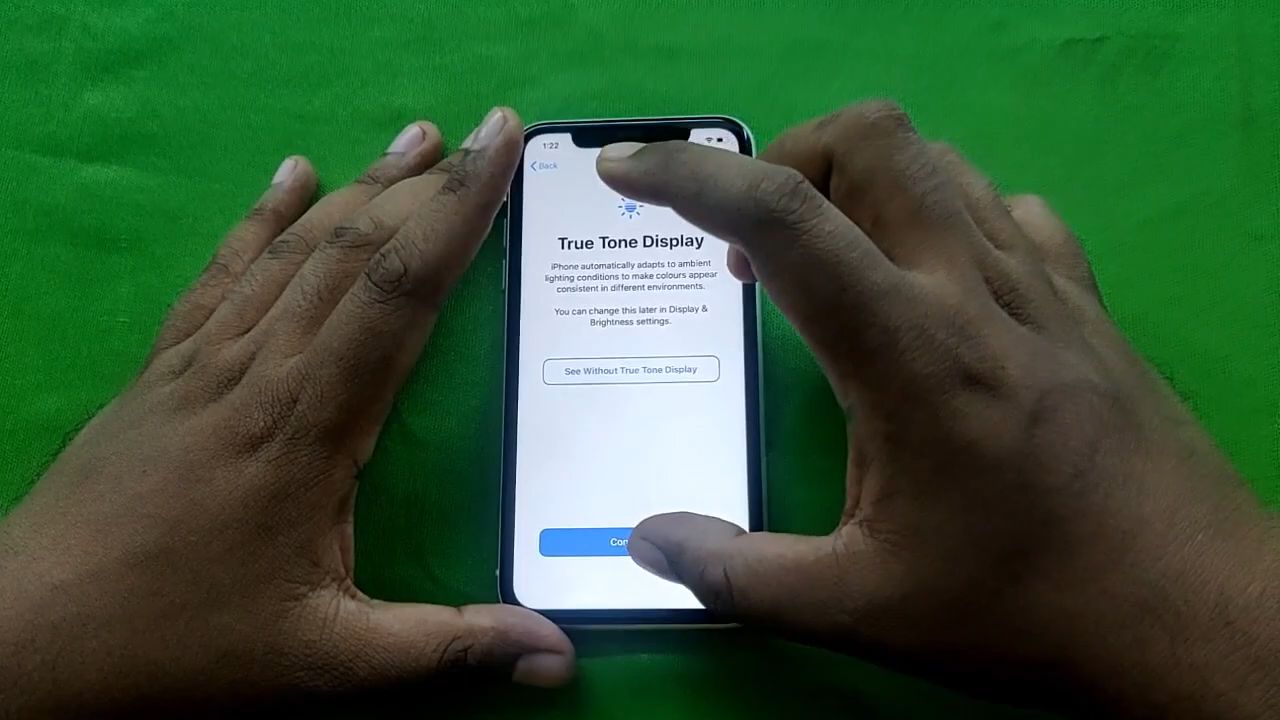 1:22
Back
True Tone Display
iPhone automatically adapts to ambient
lighting conditions to make colours appear
consistent in different environments.
You can change this later in Display &
Brightness settings.
See Without True Tone Display
Con